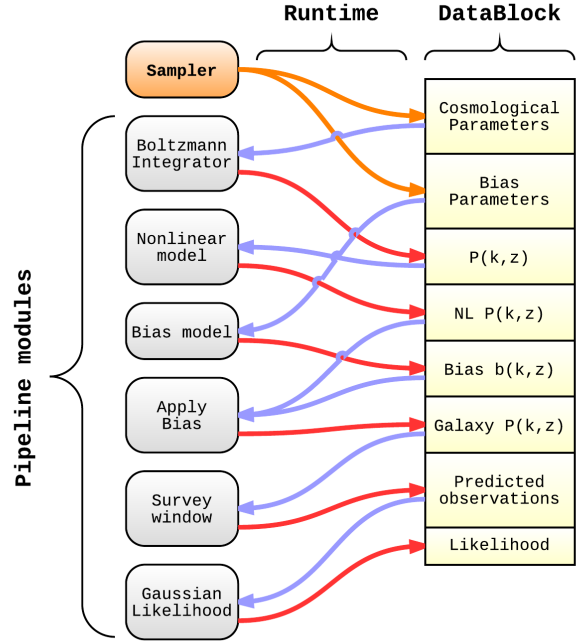 Runtime
DataBlock
Sampler
Cosmological
Parameters
Boltzmann
Integrator
Bias
Parameters
Nonlinear
model
P(k,z)
NL P(k,z)
Bias model
Bias b(k,z)
Apply
Bias
Galaxy P(k,z)
Predicted
observations
Survey
window
Likelihood
Gaussian
Likelihood
Pipeline modules